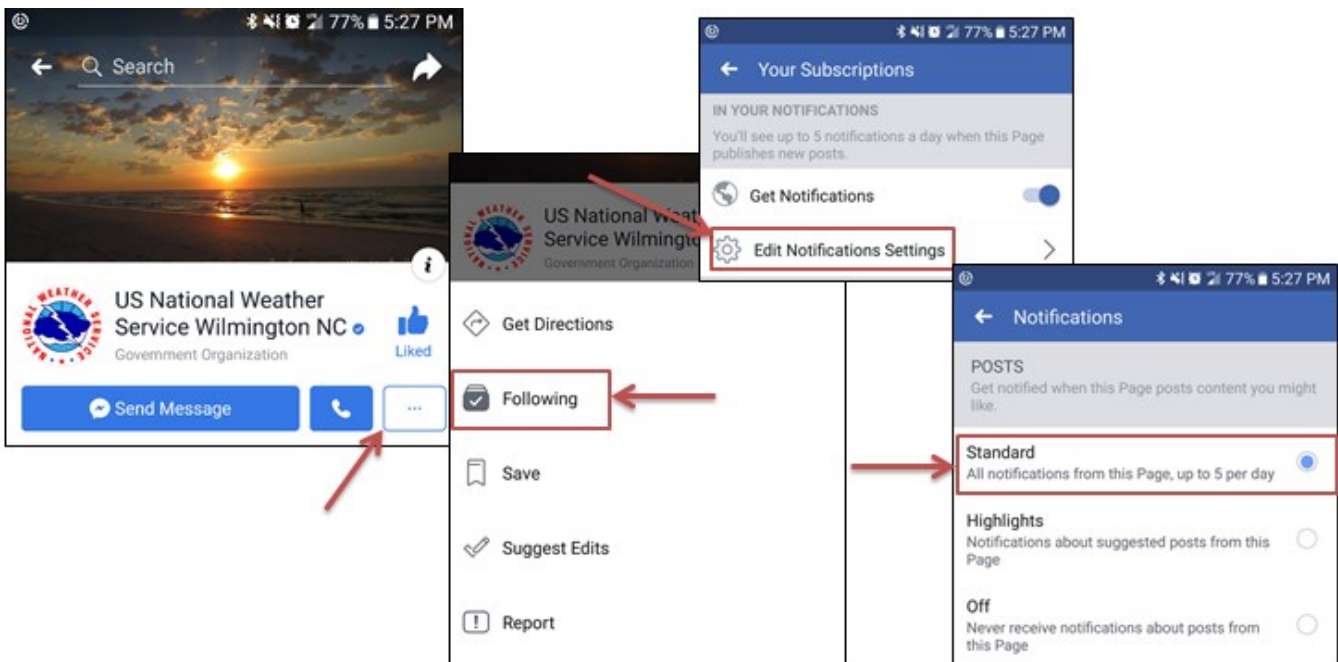 77% 5:27 PM
Search
i
NATIONAL WEATHER SERVICE
US National Weather
Service Wilmington NC
Government Organization
Liked
Send Message
...
US National Weat
Service Wilmingto
Government Organization
Get Directions
Following
Save
Suggest Edits
Report
77% 5:27 PM
Your Subscriptions
IN YOUR NOTIFICATIONS
You'll see up to 5 notifications a day when this Page
publishes new posts.
Get Notifications
Edit Notifications Settings
77% 5:27 PM
Notifications
POSTS
Get notified when this Page posts content you might
like.
Standard
All notifications from this Page, up to 5 per day
Highlights
Notifications about suggested posts from this
Page
Off
Never receive notifications about posts from
this Page